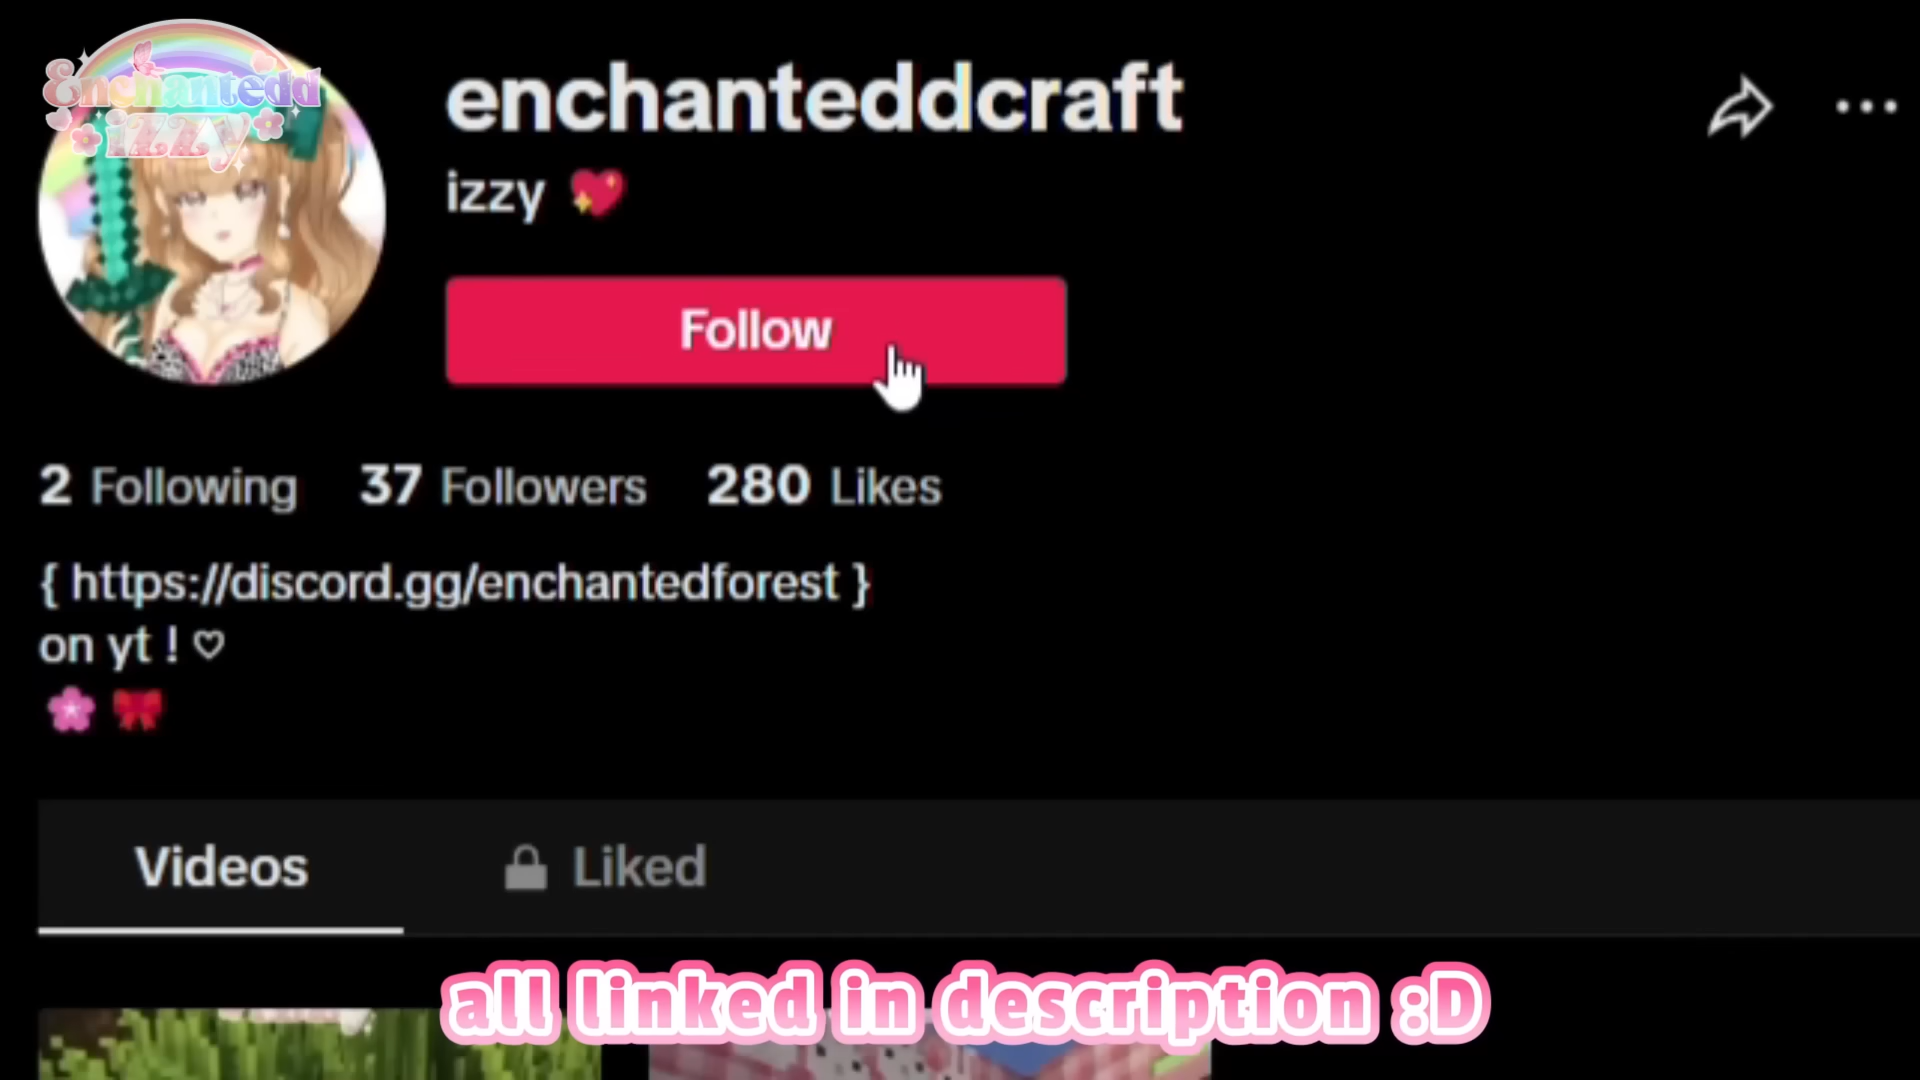 Enchantedd
izzy
enchanteddcraft
izzy 💖
Follow
2 Following 37 Followers 280 Likes
{ https://discord.gg/enchantedforest }
on yt ! ♡
🌸 🎀
Videos Liked
all linked in description :D